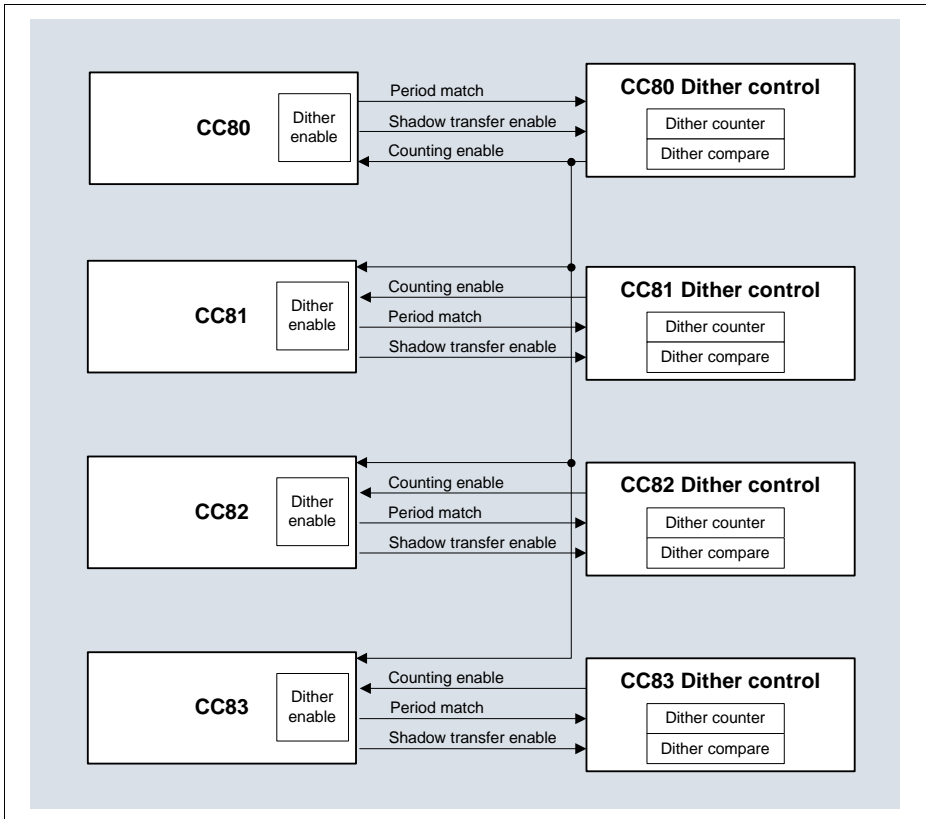 CC80
Dither
enable
Period match
Shadow transfer enable
Counting enable
CC80 Dither control
Dither counter
Dither compare
CC81
Dither
enable
Counting enable
Period match
Shadow transfer enable
CC81 Dither control
Dither counter
Dither compare
CC82
Dither
enable
Counting enable
Period match
Shadow transfer enable
CC82 Dither control
Dither counter
Dither compare
CC83
Dither
enable
Counting enable
Period match
Shadow transfer enable
CC83 Dither control
Dither counter
Dither compare